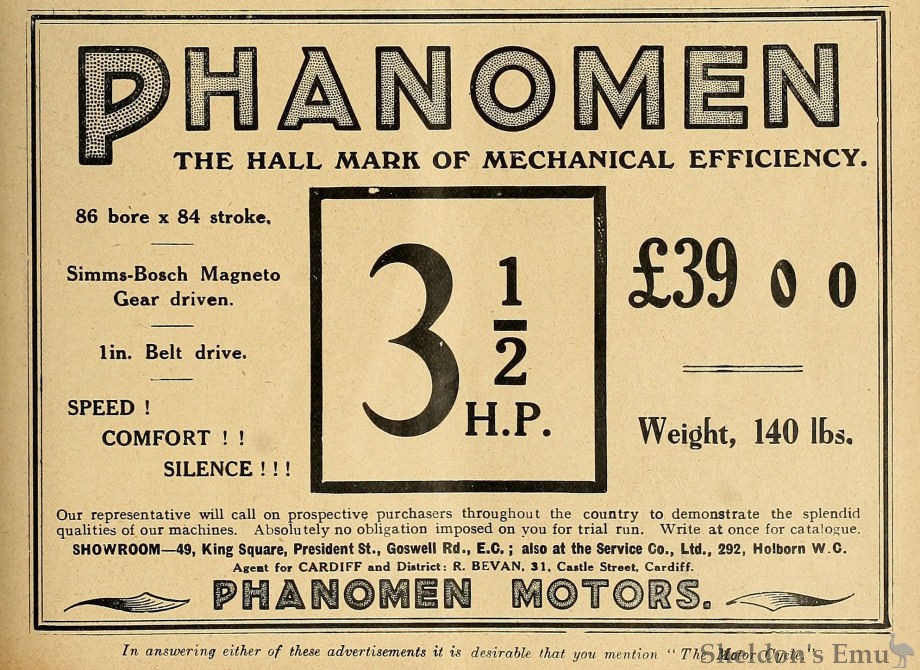 PHANOMEN
THE HALL MARK OF MECHANICAL EFFICIENCY.
86 bore x 84 stroke.
Simms-Bosch Magneto
Gear driven.
1in. Belt drive.
SPEED !
COMFORT ! !
SILENCE ! ! !
3 1/2
H.P.
£39 0 0
Weight, 140 lbs.
Our representative will call on prospective purchasers throughout the country to demonstrate the splendid
qualities of our machines. Absolutely no obligation imposed on you for trial run. Write at once for catalogue.
SHOWROOM—49, King Square, President St., Goswell Rd., E.C. ; also at the Service Co., Ltd., 292, Holborn W.C.
Agent for CARDIFF and District: R. BEVAN, 31, Castle Street, Cardiff.
PHANOMEN MOTORS.
In answering either of these advertisements it is desirable that you mention "The Motor Cycle."
Sheldon's Emu